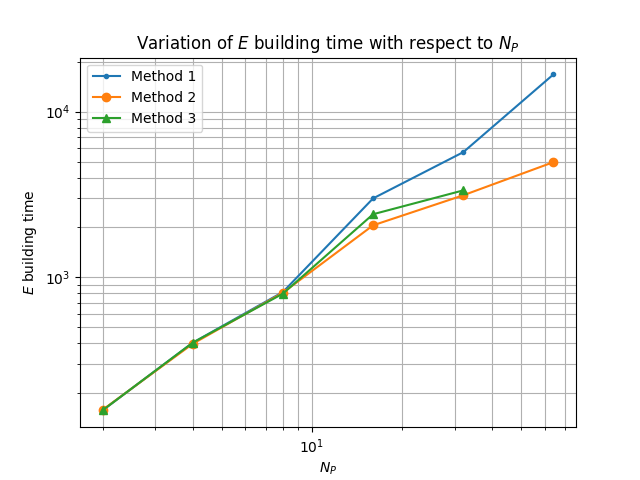 Variation of E building time with respect to N_P
Method 1
Method 2
Method 3
10^4
10^3
E building time
10^1
N_P